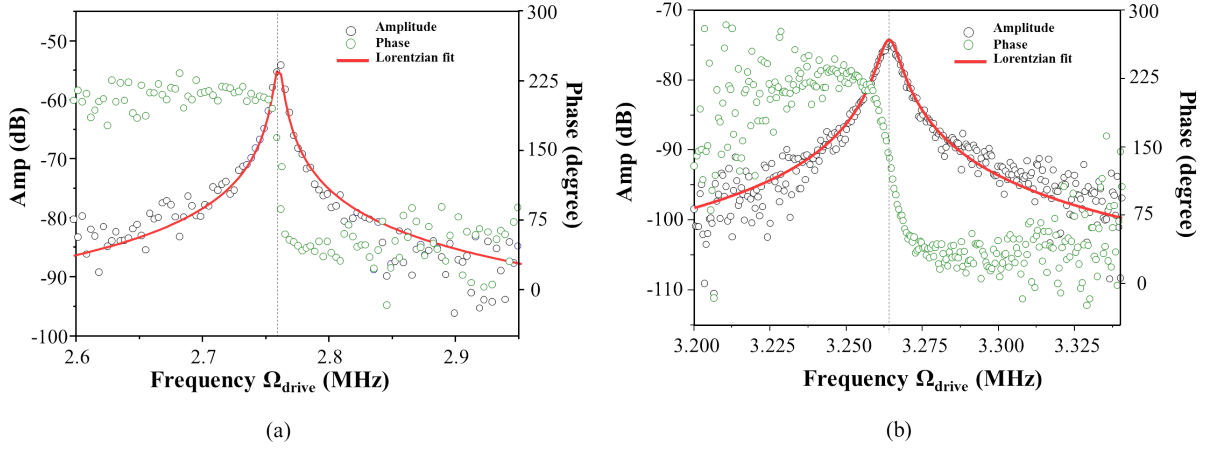 Amplitude
Phase
Lorentzian fit
-55
-60
-70
-80
-90
-100
Amp (dB)
300
225
150
75
0
Phase (degree)
2.6
2.7
2.8
2.9
Frequency Ω_drive (MHz)
(a)
Amplitude
Phase
Lorentzian fit
-70
-80
-90
-100
-110
Amp (dB)
300
225
150
75
0
Phase (degree)
3.200
3.225
3.250
3.275
3.300
3.325
Frequency Ω_drive (MHz)
(b)